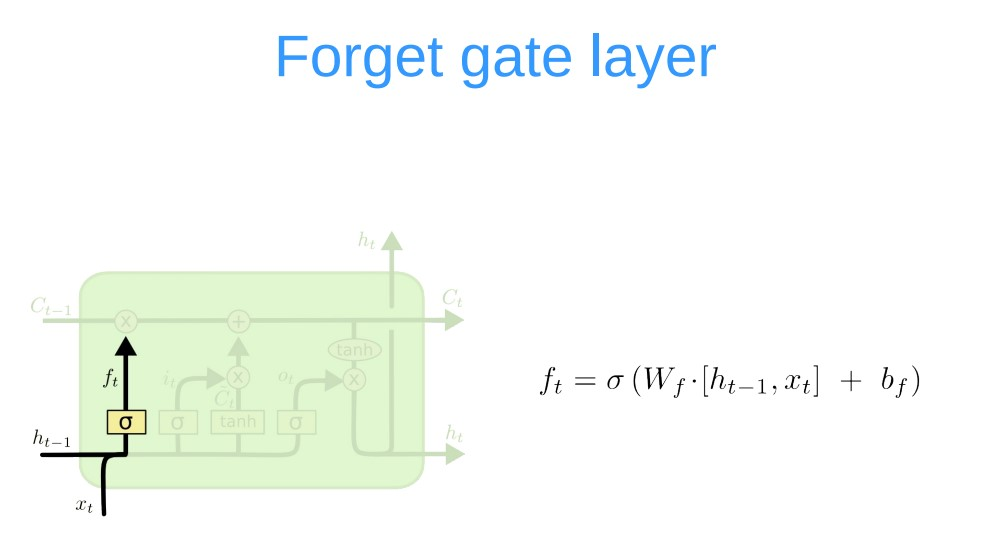 Forget gate layer
h_t
C_{t-1}
C_t
x
+
tanh
f_t
i_t
x
o_t
x
C̃_t
σ
σ
tanh
σ
h_{t-1}
h_t
x_t
f_t = σ (W_f · [h_{t-1}, x_t] + b_f)